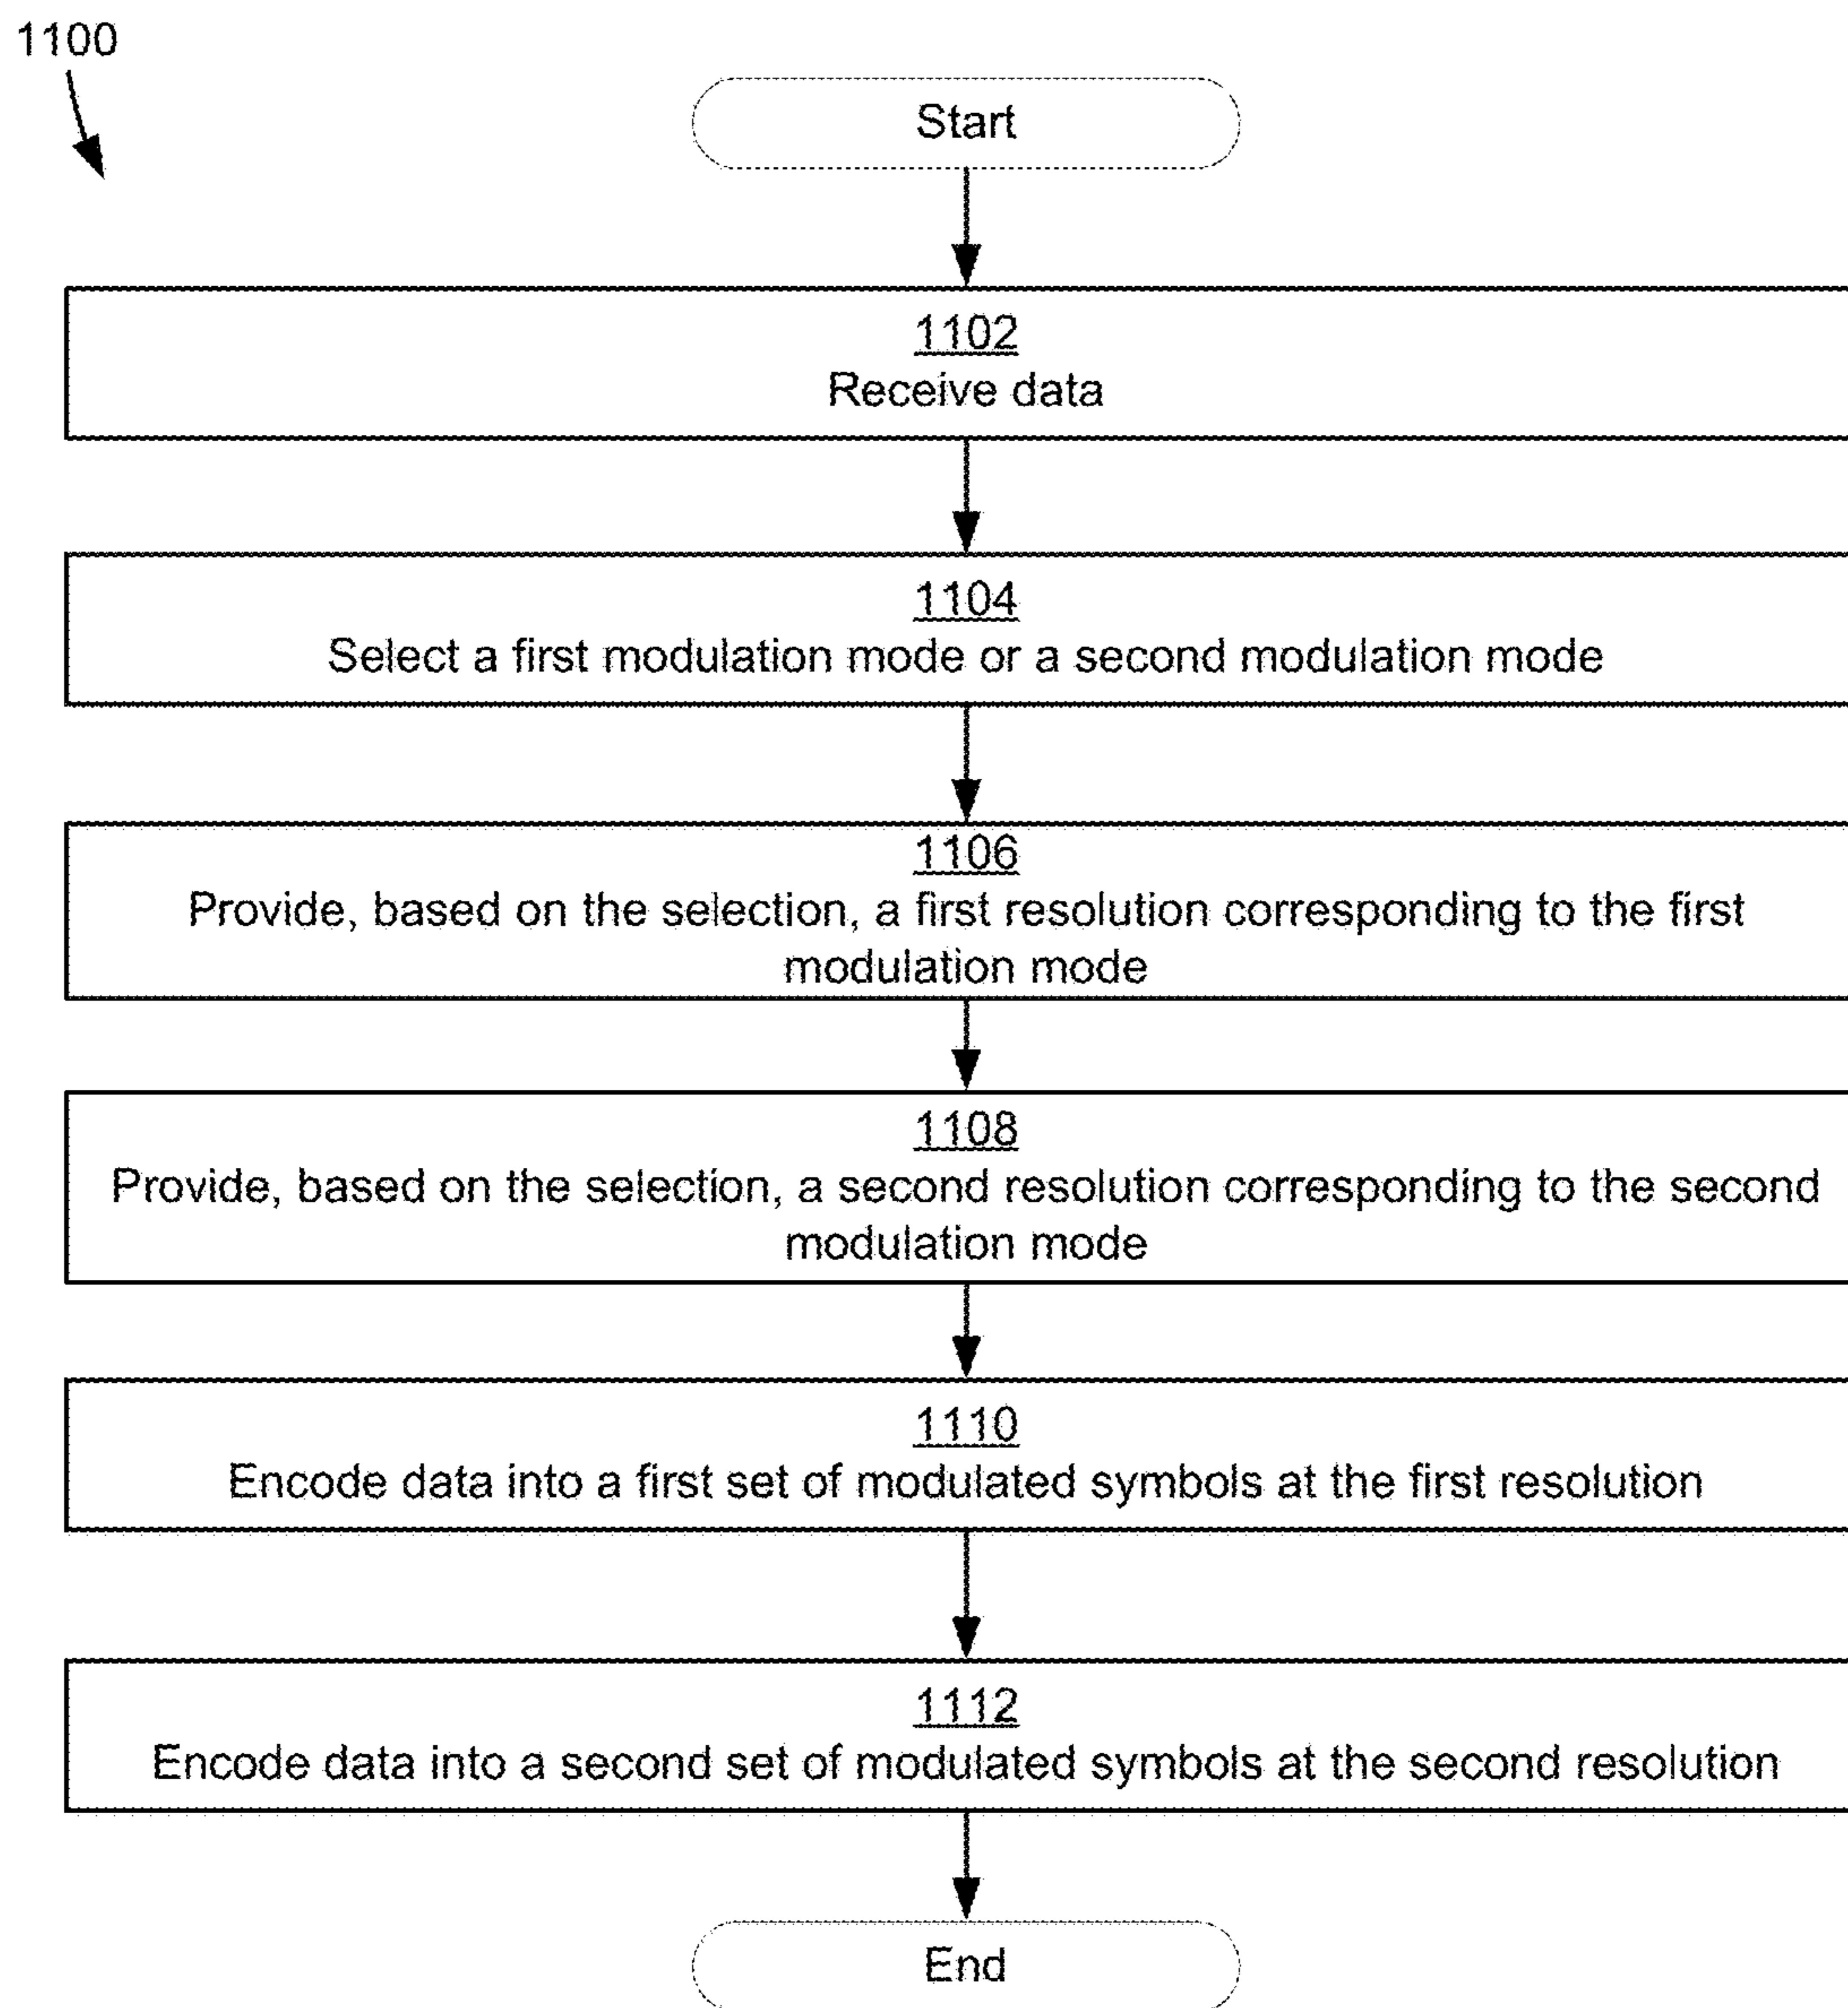 1100
Start
1102
Receive data
1104
Select a first modulation mode or a second modulation mode
1106
Provide, based on the selection, a first resolution corresponding to the first
modulation mode
1108
Provide, based on the selection, a second resolution corresponding to the second
modulation mode
1110
Encode data into a first set of modulated symbols at the first resolution
1112
Encode data into a second set of modulated symbols at the second resolution
End